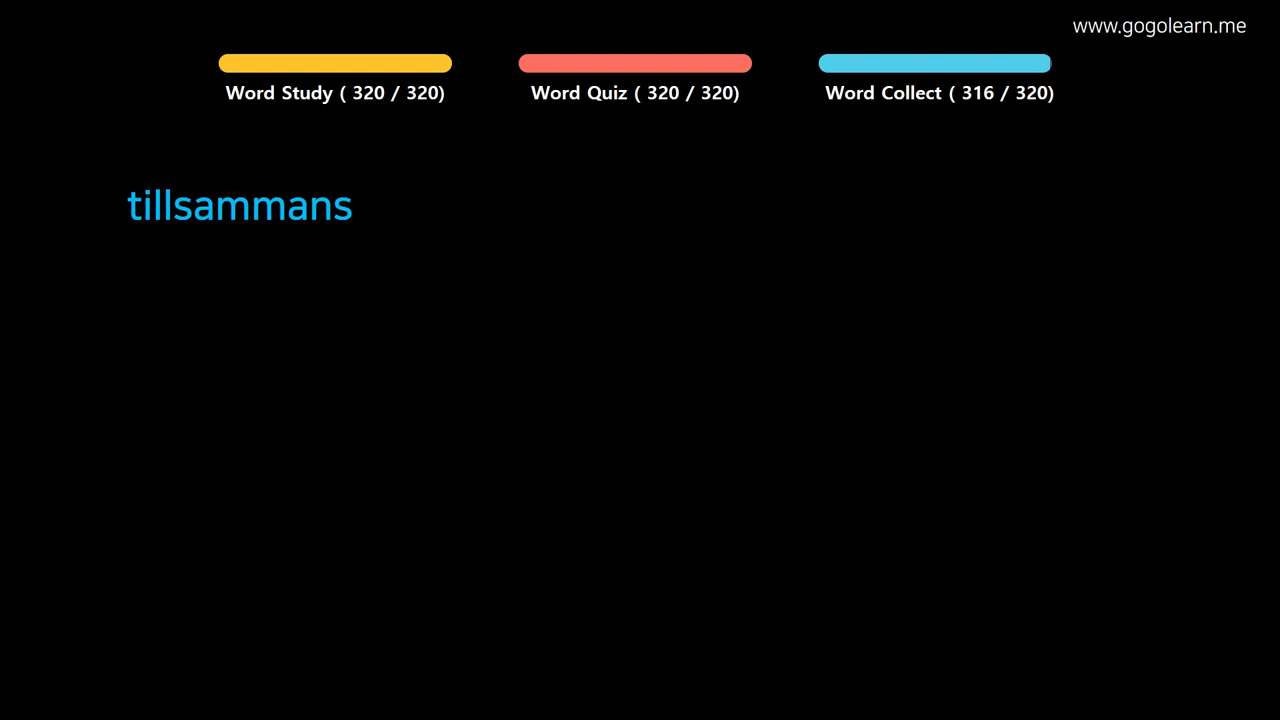 www.gogolearn.me
Word Study ( 320 / 320)
Word Quiz ( 320 / 320)
Word Collect ( 316 / 320)
tillsammans